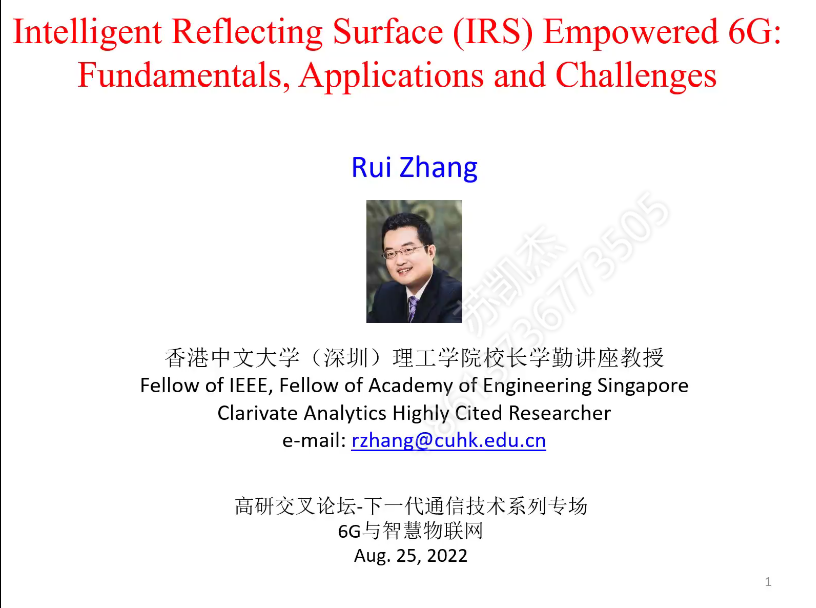 Intelligent Reflecting Surface (IRS) Empowered 6G:
Fundamentals, Applications and Challenges
Rui Zhang
苏凯杰
香港中文大学（深圳）理工学院校长学勤讲座教授
Fellow of IEEE, Fellow of Academy of Engineering Singapore
Clarivate Analytics Highly Cited Researcher
e-mail: rzhang@cuhk.edu.cn
高研交叉论坛-下一代通信技术系列专场
6G与智慧物联网
Aug. 25, 2022
1